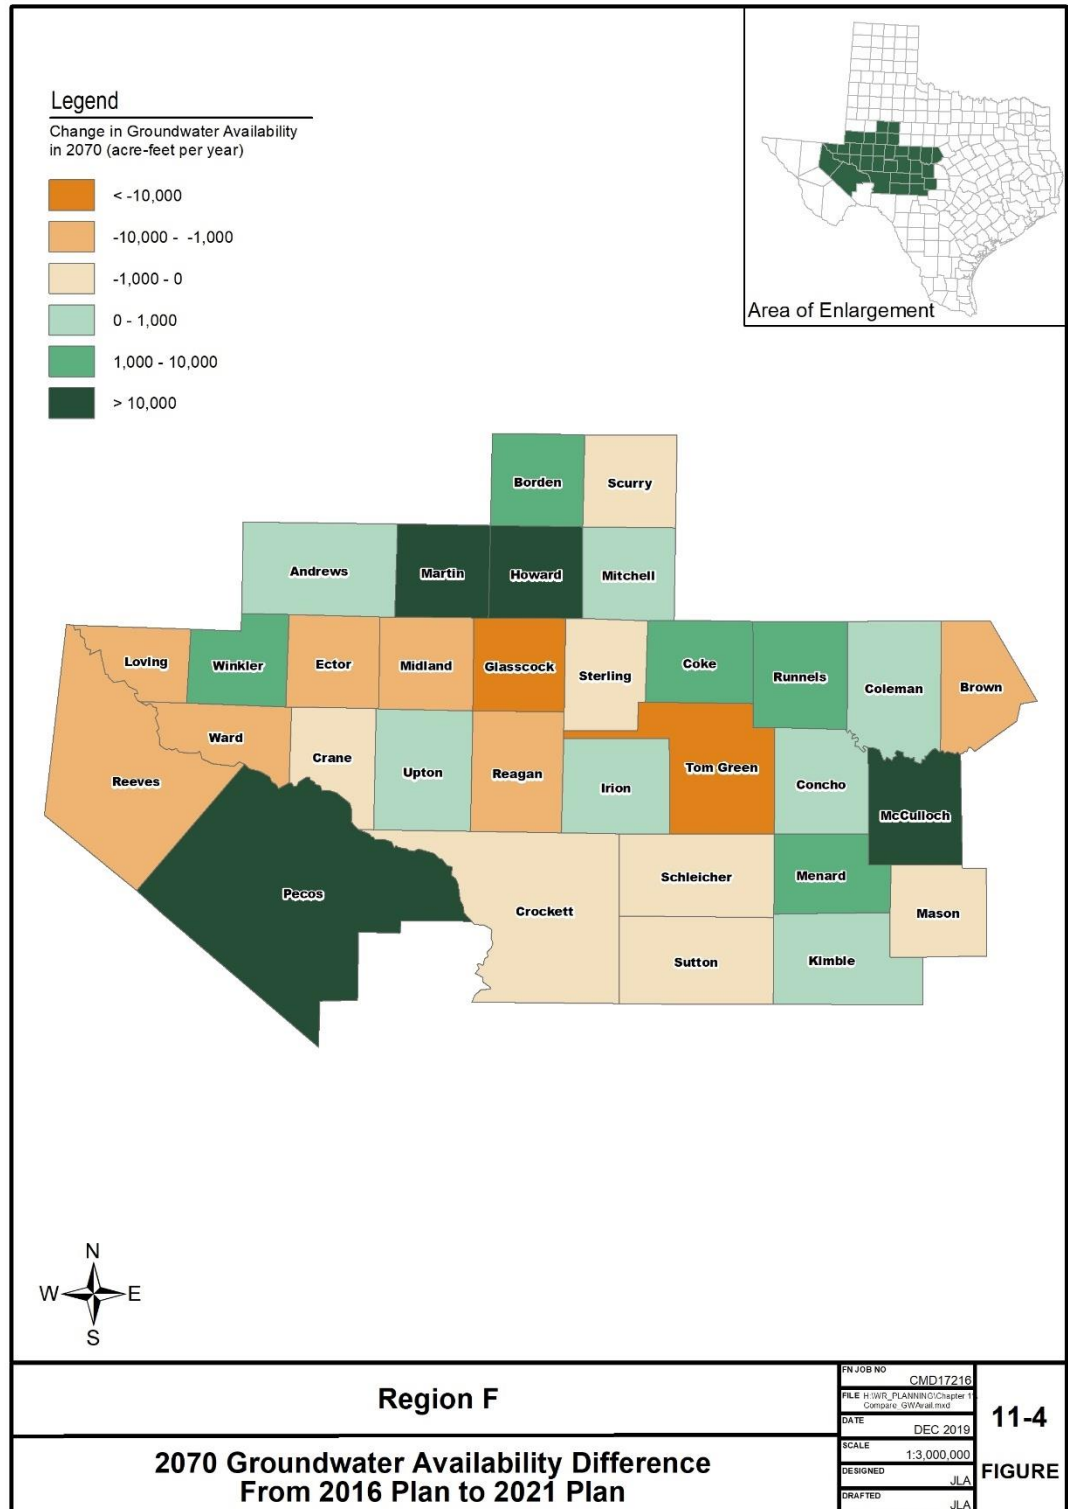 Legend
Change in Groundwater Availability
in 2070 (acre-feet per year)
< -10,000
-10,000 - -1,000
-1,000 - 0
0 - 1,000
1,000 - 10,000
> 10,000
Area of Enlargement
Borden
Scurry
Andrews
Martin
Howard
Mitchell
Loving
Winkler
Ector
Midland
Glasscock
Sterling
Coke
Runnels
Coleman
Brown
Ward
Reeves
Crane
Upton
Reagan
Irion
Tom Green
Concho
McCulloch
Pecos
Crockett
Schleicher
Menard
Mason
Sutton
Kimble
N
W E
S
Region F
2070 Groundwater Availability Difference
From 2016 Plan to 2021 Plan
FN JOB NO
CMD17216
FILE H:\WR_PLANNING\Chapter
Compare_GWAvail.mxd
DATE
DEC 2019
SCALE
1:3,000,000
DESIGNED
JLA
DRAFTED
JLA
11-4
FIGURE